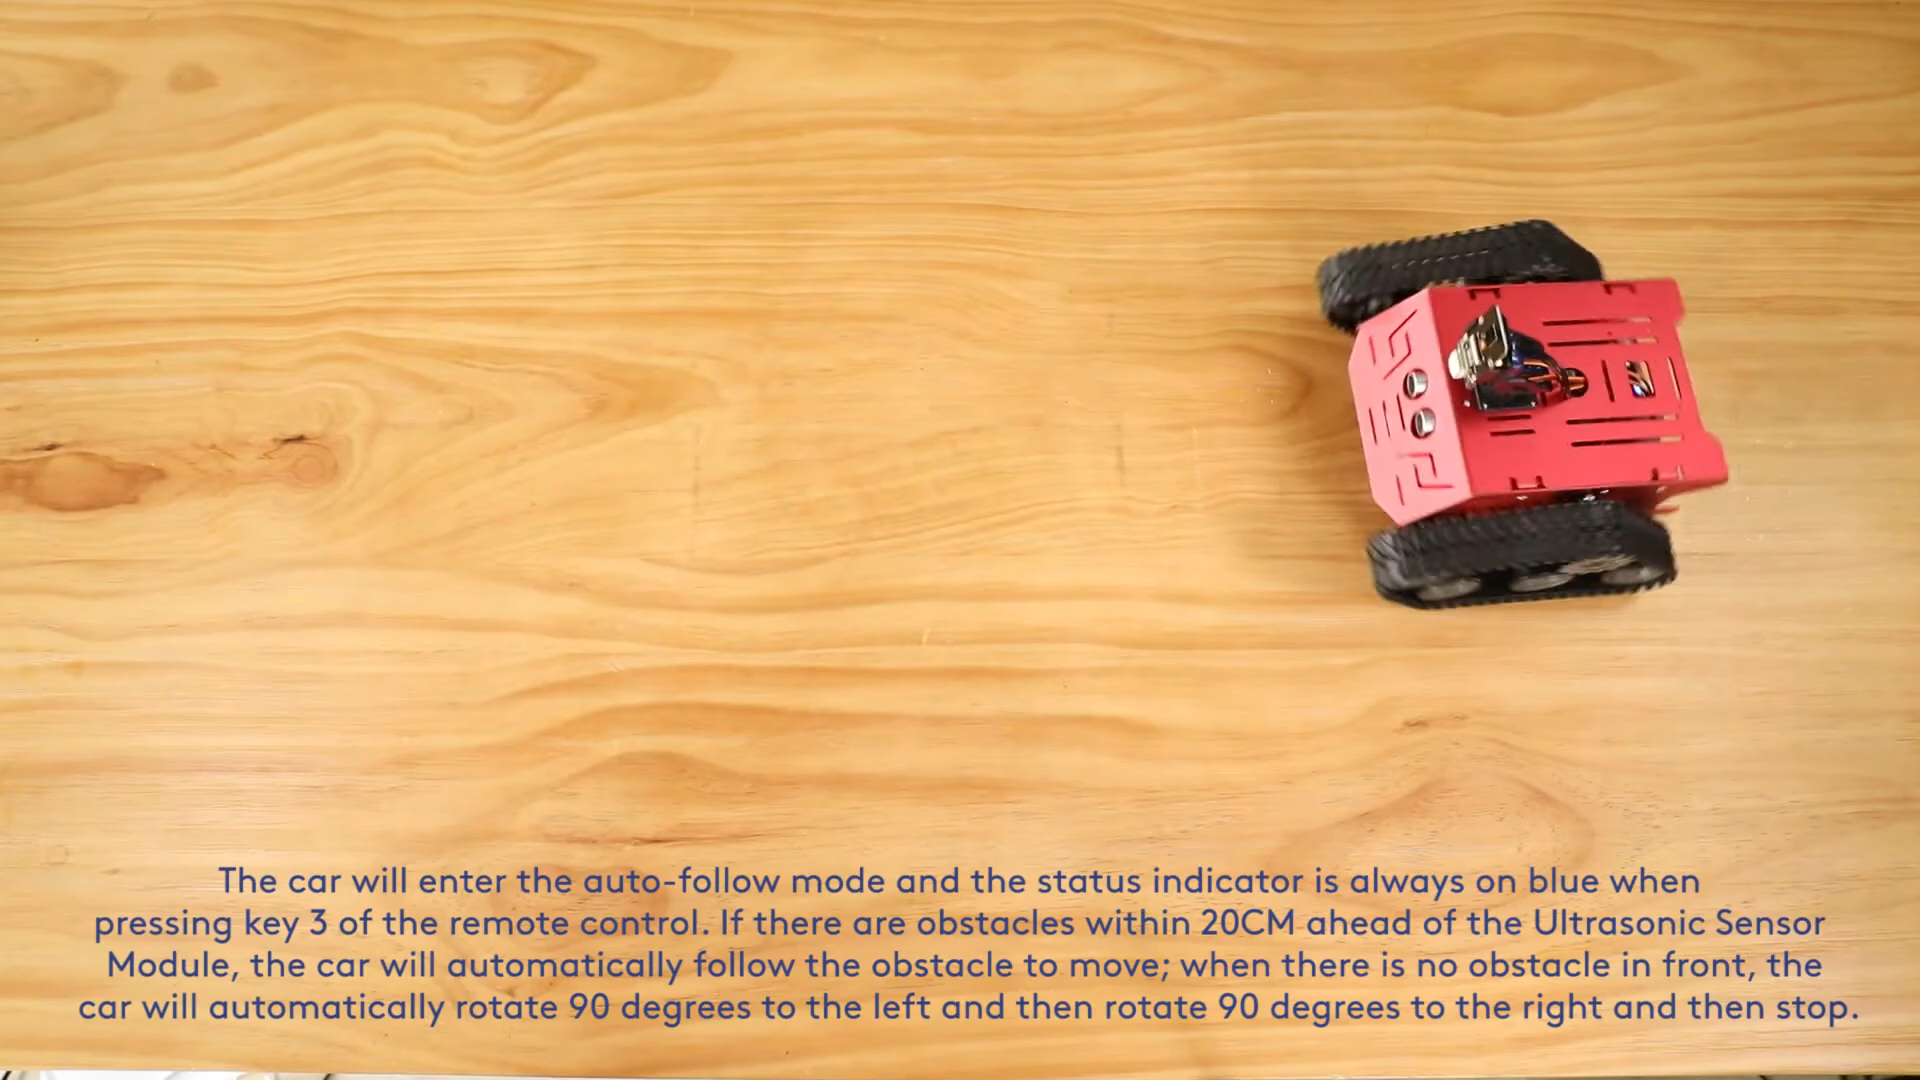 The car will enter the auto-follow mode and the status indicator is always on blue when
pressing key 3 of the remote control. If there are obstacles within 20CM ahead of the Ultrasonic Sensor
Module, the car will automatically follow the obstacle to move; when there is no obstacle in front, the
car will automatically rotate 90 degrees to the left and then rotate 90 degrees to the right and then stop.